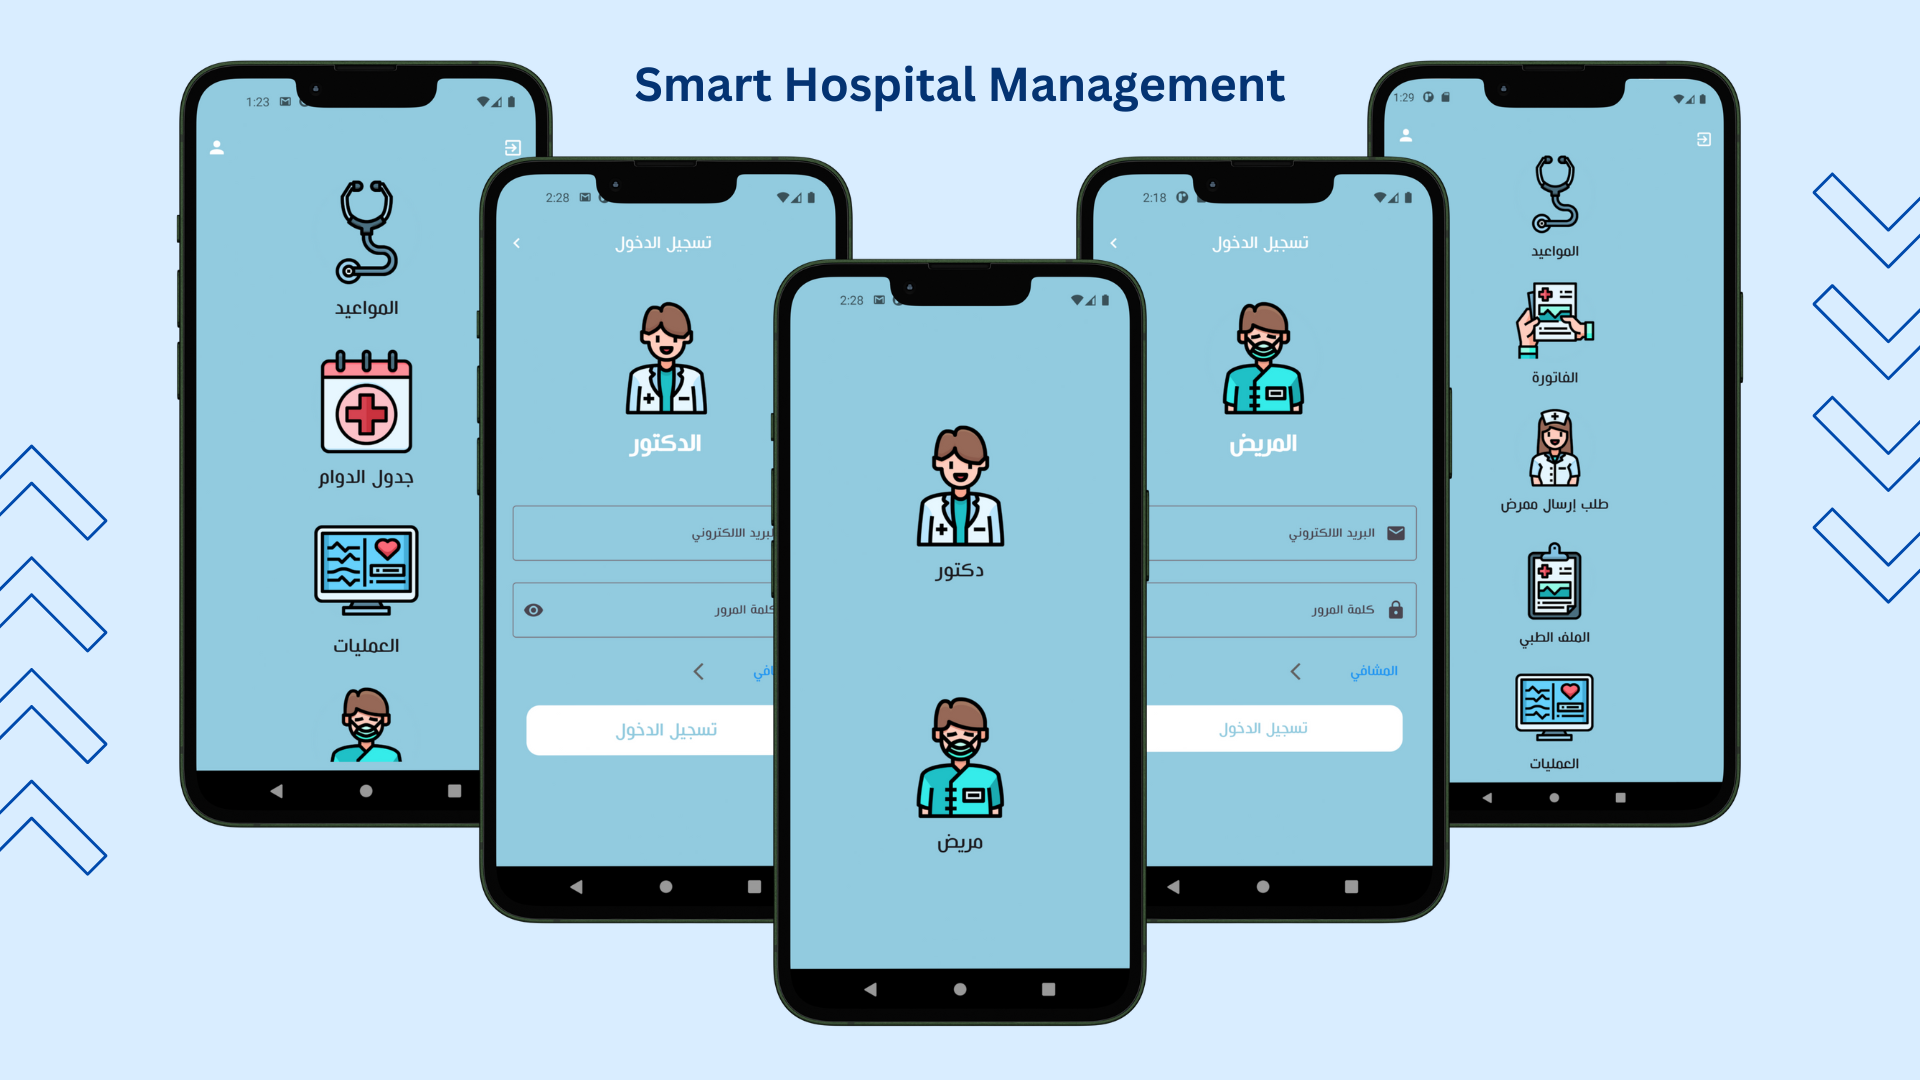 Smart Hospital Management
1:23
المواعيد
جدول الدوام
العمليات
2:28
تسجيل الدخول
الدكتور
البريد الالكتروني
كلمة المرور
تسجيل الدخول
2:28
دكتور
مريض
2:18
تسجيل الدخول
المريض
البريد الالكتروني
كلمة المرور
المشافي
تسجيل الدخول
1:29
المواعيد
الفاتورة
طلب إرسال ممرض
الملف الطبي
العمليات